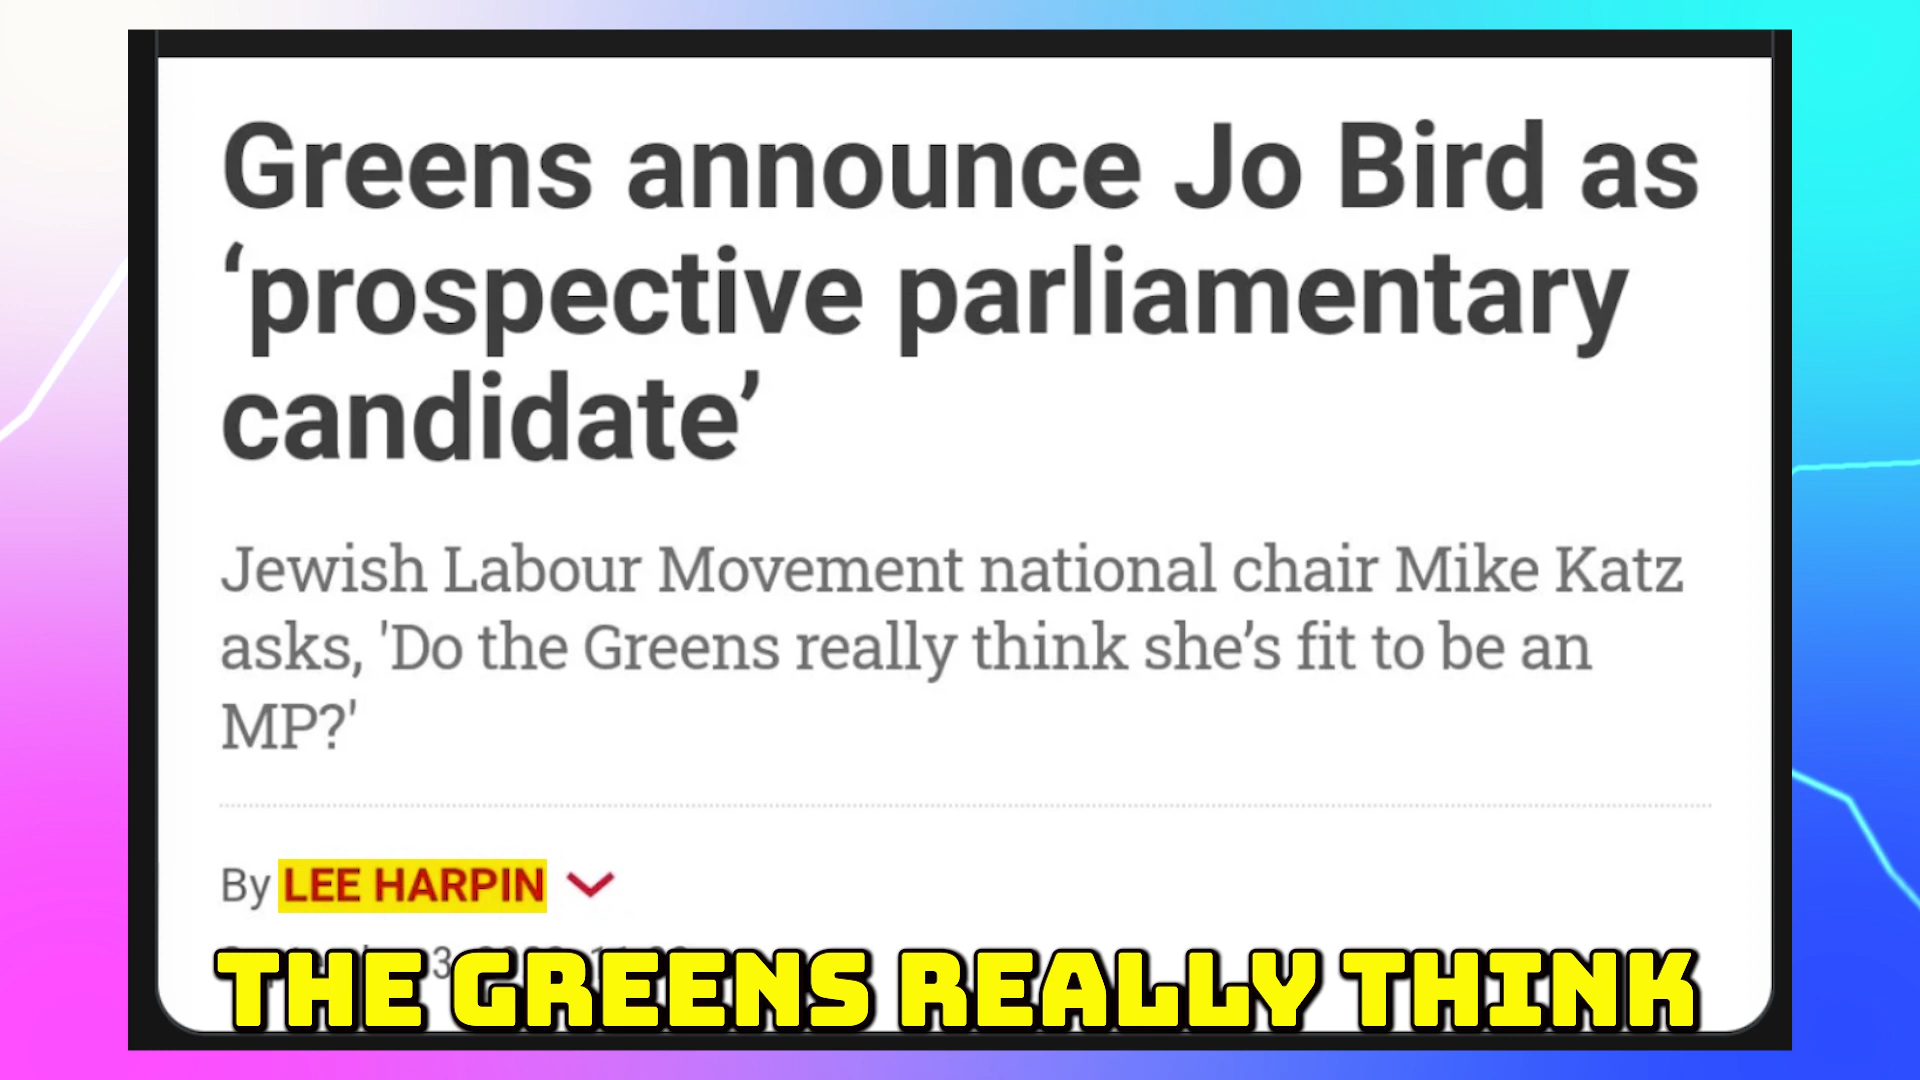 Greens announce Jo Bird as
‘prospective parliamentary
candidate’
Jewish Labour Movement national chair Mike Katz
asks, 'Do the Greens really think she’s fit to be an
MP?'
By LEE HARPIN
THE GREENS REALLY THINK